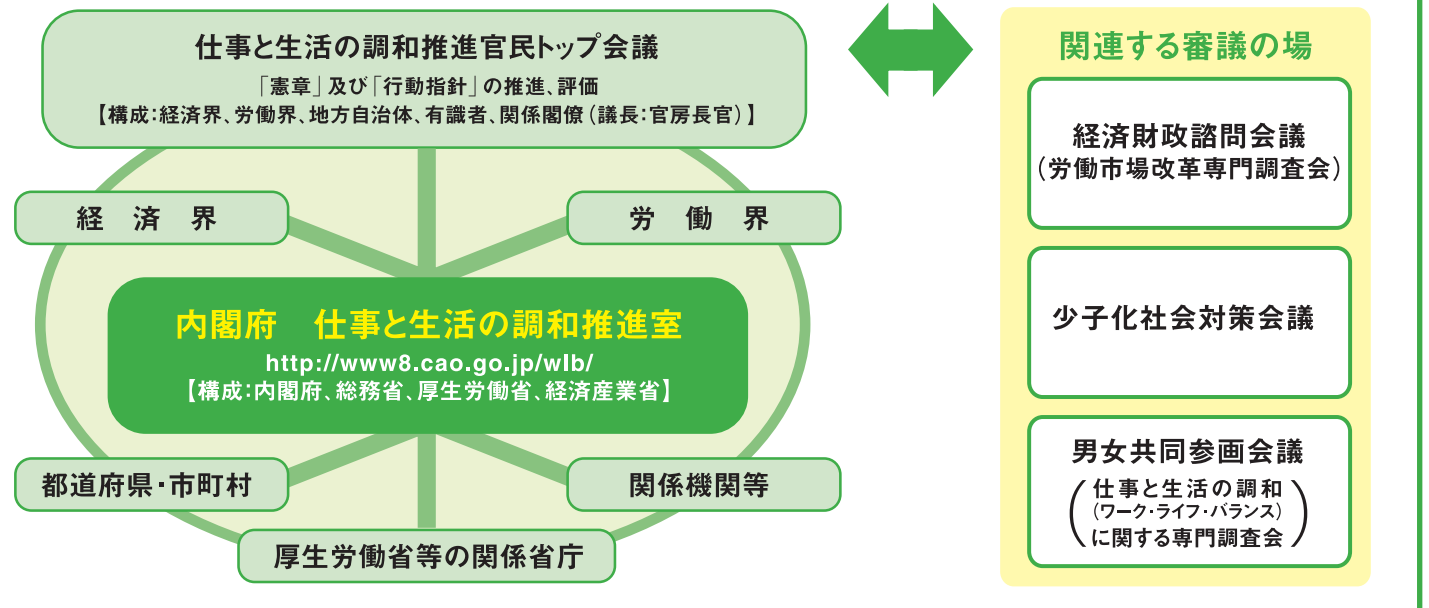 仕事と生活の調和推進官民トップ会議
「憲章」及び「行動指針」の推進、評価
【構成:経済界、労働界、地方自治体、有識者、関係閣僚(議長:官房長官)】
経 済 界
労 働 界
内閣府 仕事と生活の調和推進室
http://www8.cao.go.jp/wlb/
【構成:内閣府、総務省、厚生労働省、経済産業省】
都道府県・市町村
関係機関等
厚生労働省等の関係省庁
関連する審議の場
経済財政諮問会議
(労働市場改革専門調査会)
少子化社会対策会議
男女共同参画会議
(仕事と生活の調和
(ワーク・ライフ・バランス)
に関する専門調査会)